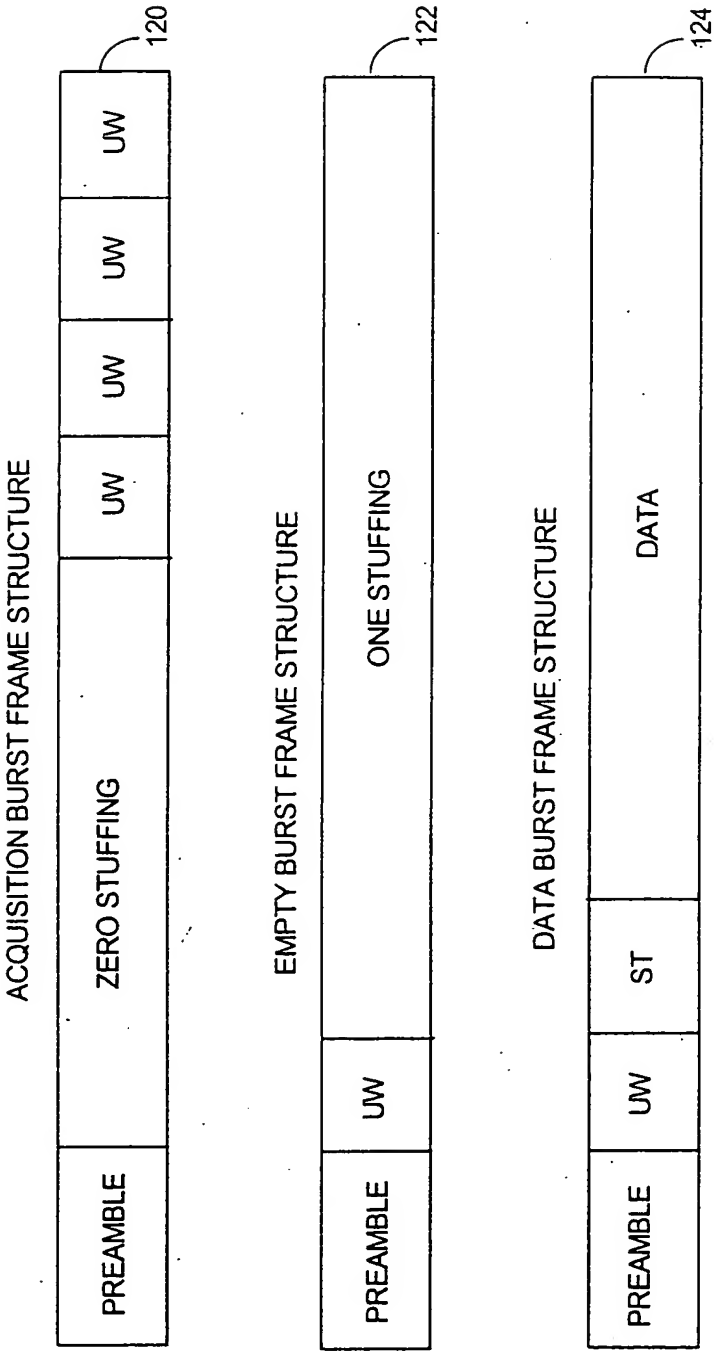 ACQUISITION BURST FRAME STRUCTURE
PREAMBLE ZERO STUFFING UW UW UW UW
120
EMPTY BURST FRAME STRUCTURE
PREAMBLE UW ONE STUFFING
122
DATA BURST FRAME STRUCTURE
PREAMBLE UW ST DATA
124